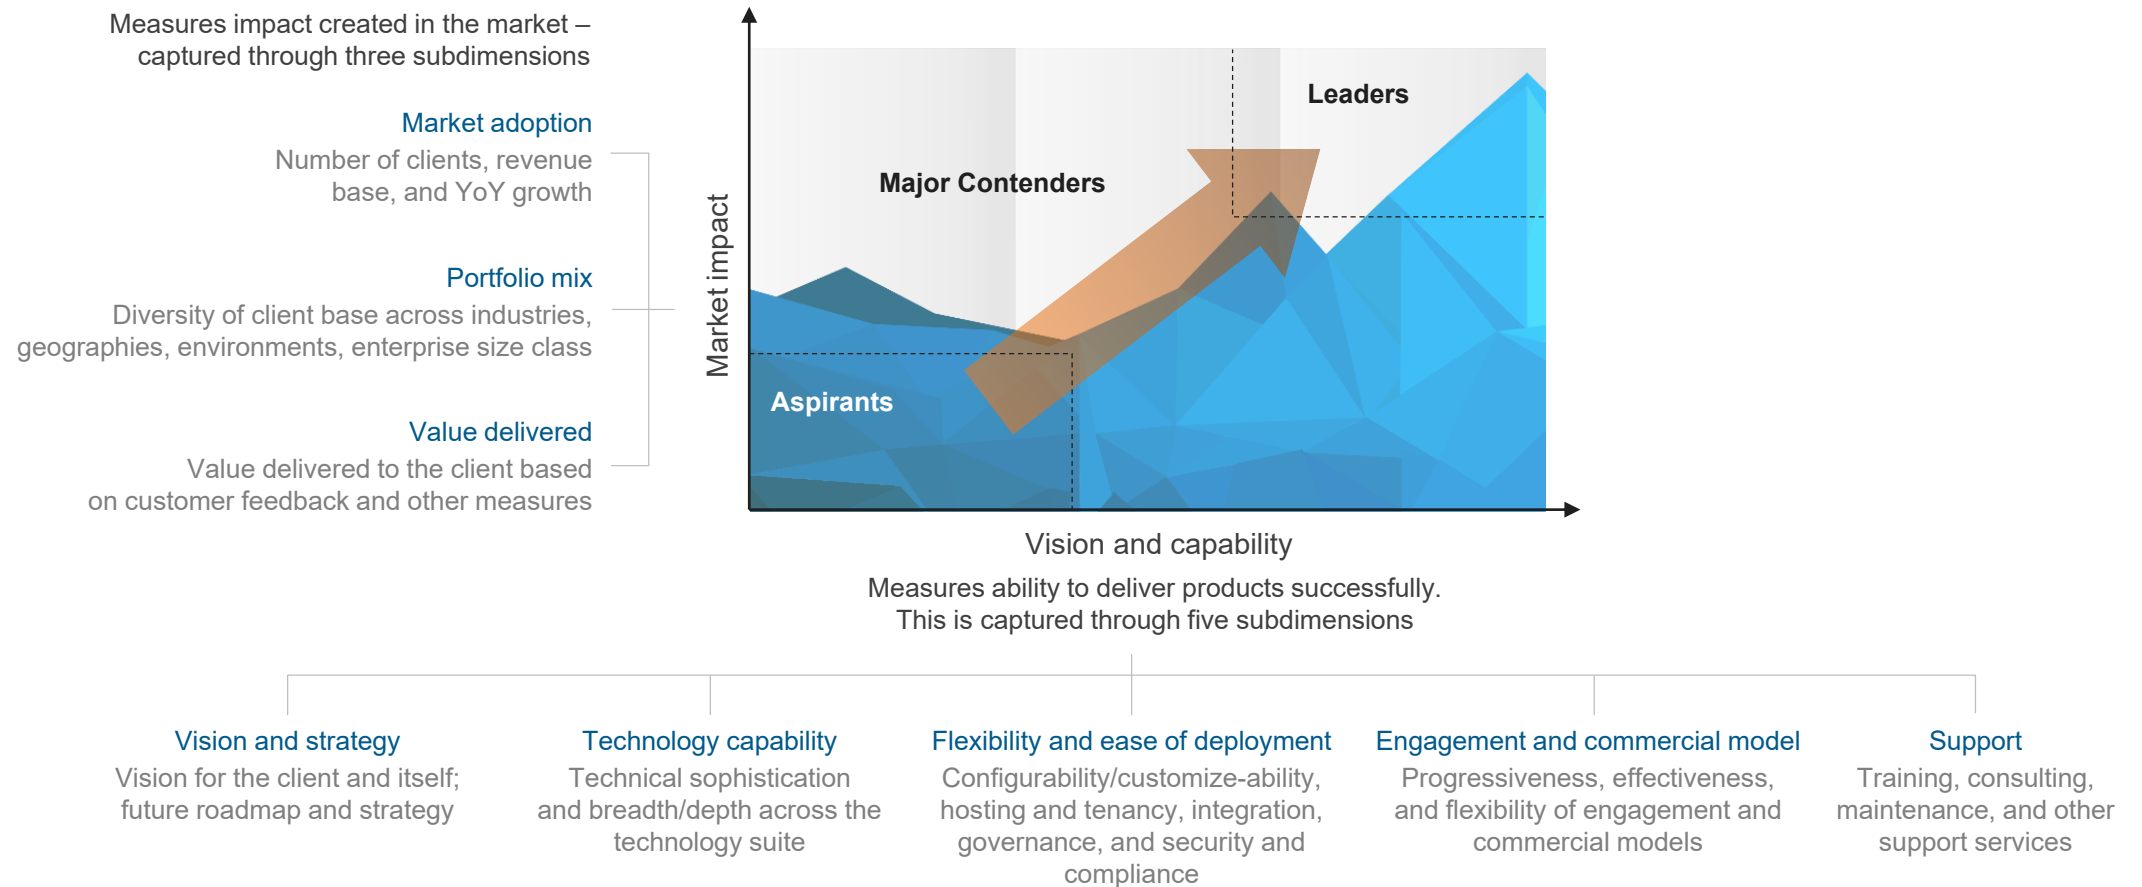 Measures impact created in the market –
captured through three subdimensions
Market adoption
Number of clients, revenue
base, and YoY growth
Portfolio mix
Diversity of client base across industries,
geographies, environments, enterprise size class
Value delivered
Value delivered to the client based
on customer feedback and other measures
Market impact
Leaders
Major Contenders
Aspirants
Vision and capability
Measures ability to deliver products successfully.
This is captured through five subdimensions
Vision and strategy
Vision for the client and itself;
future roadmap and strategy
Technology capability
Technical sophistication
and breadth/depth across the
technology suite
Flexibility and ease of deployment
Configurability/customize-ability,
hosting and tenancy, integration,
governance, and security and
compliance
Engagement and commercial model
Progressiveness, effectiveness,
and flexibility of engagement and
commercial models
Support
Training, consulting,
maintenance, and other
support services